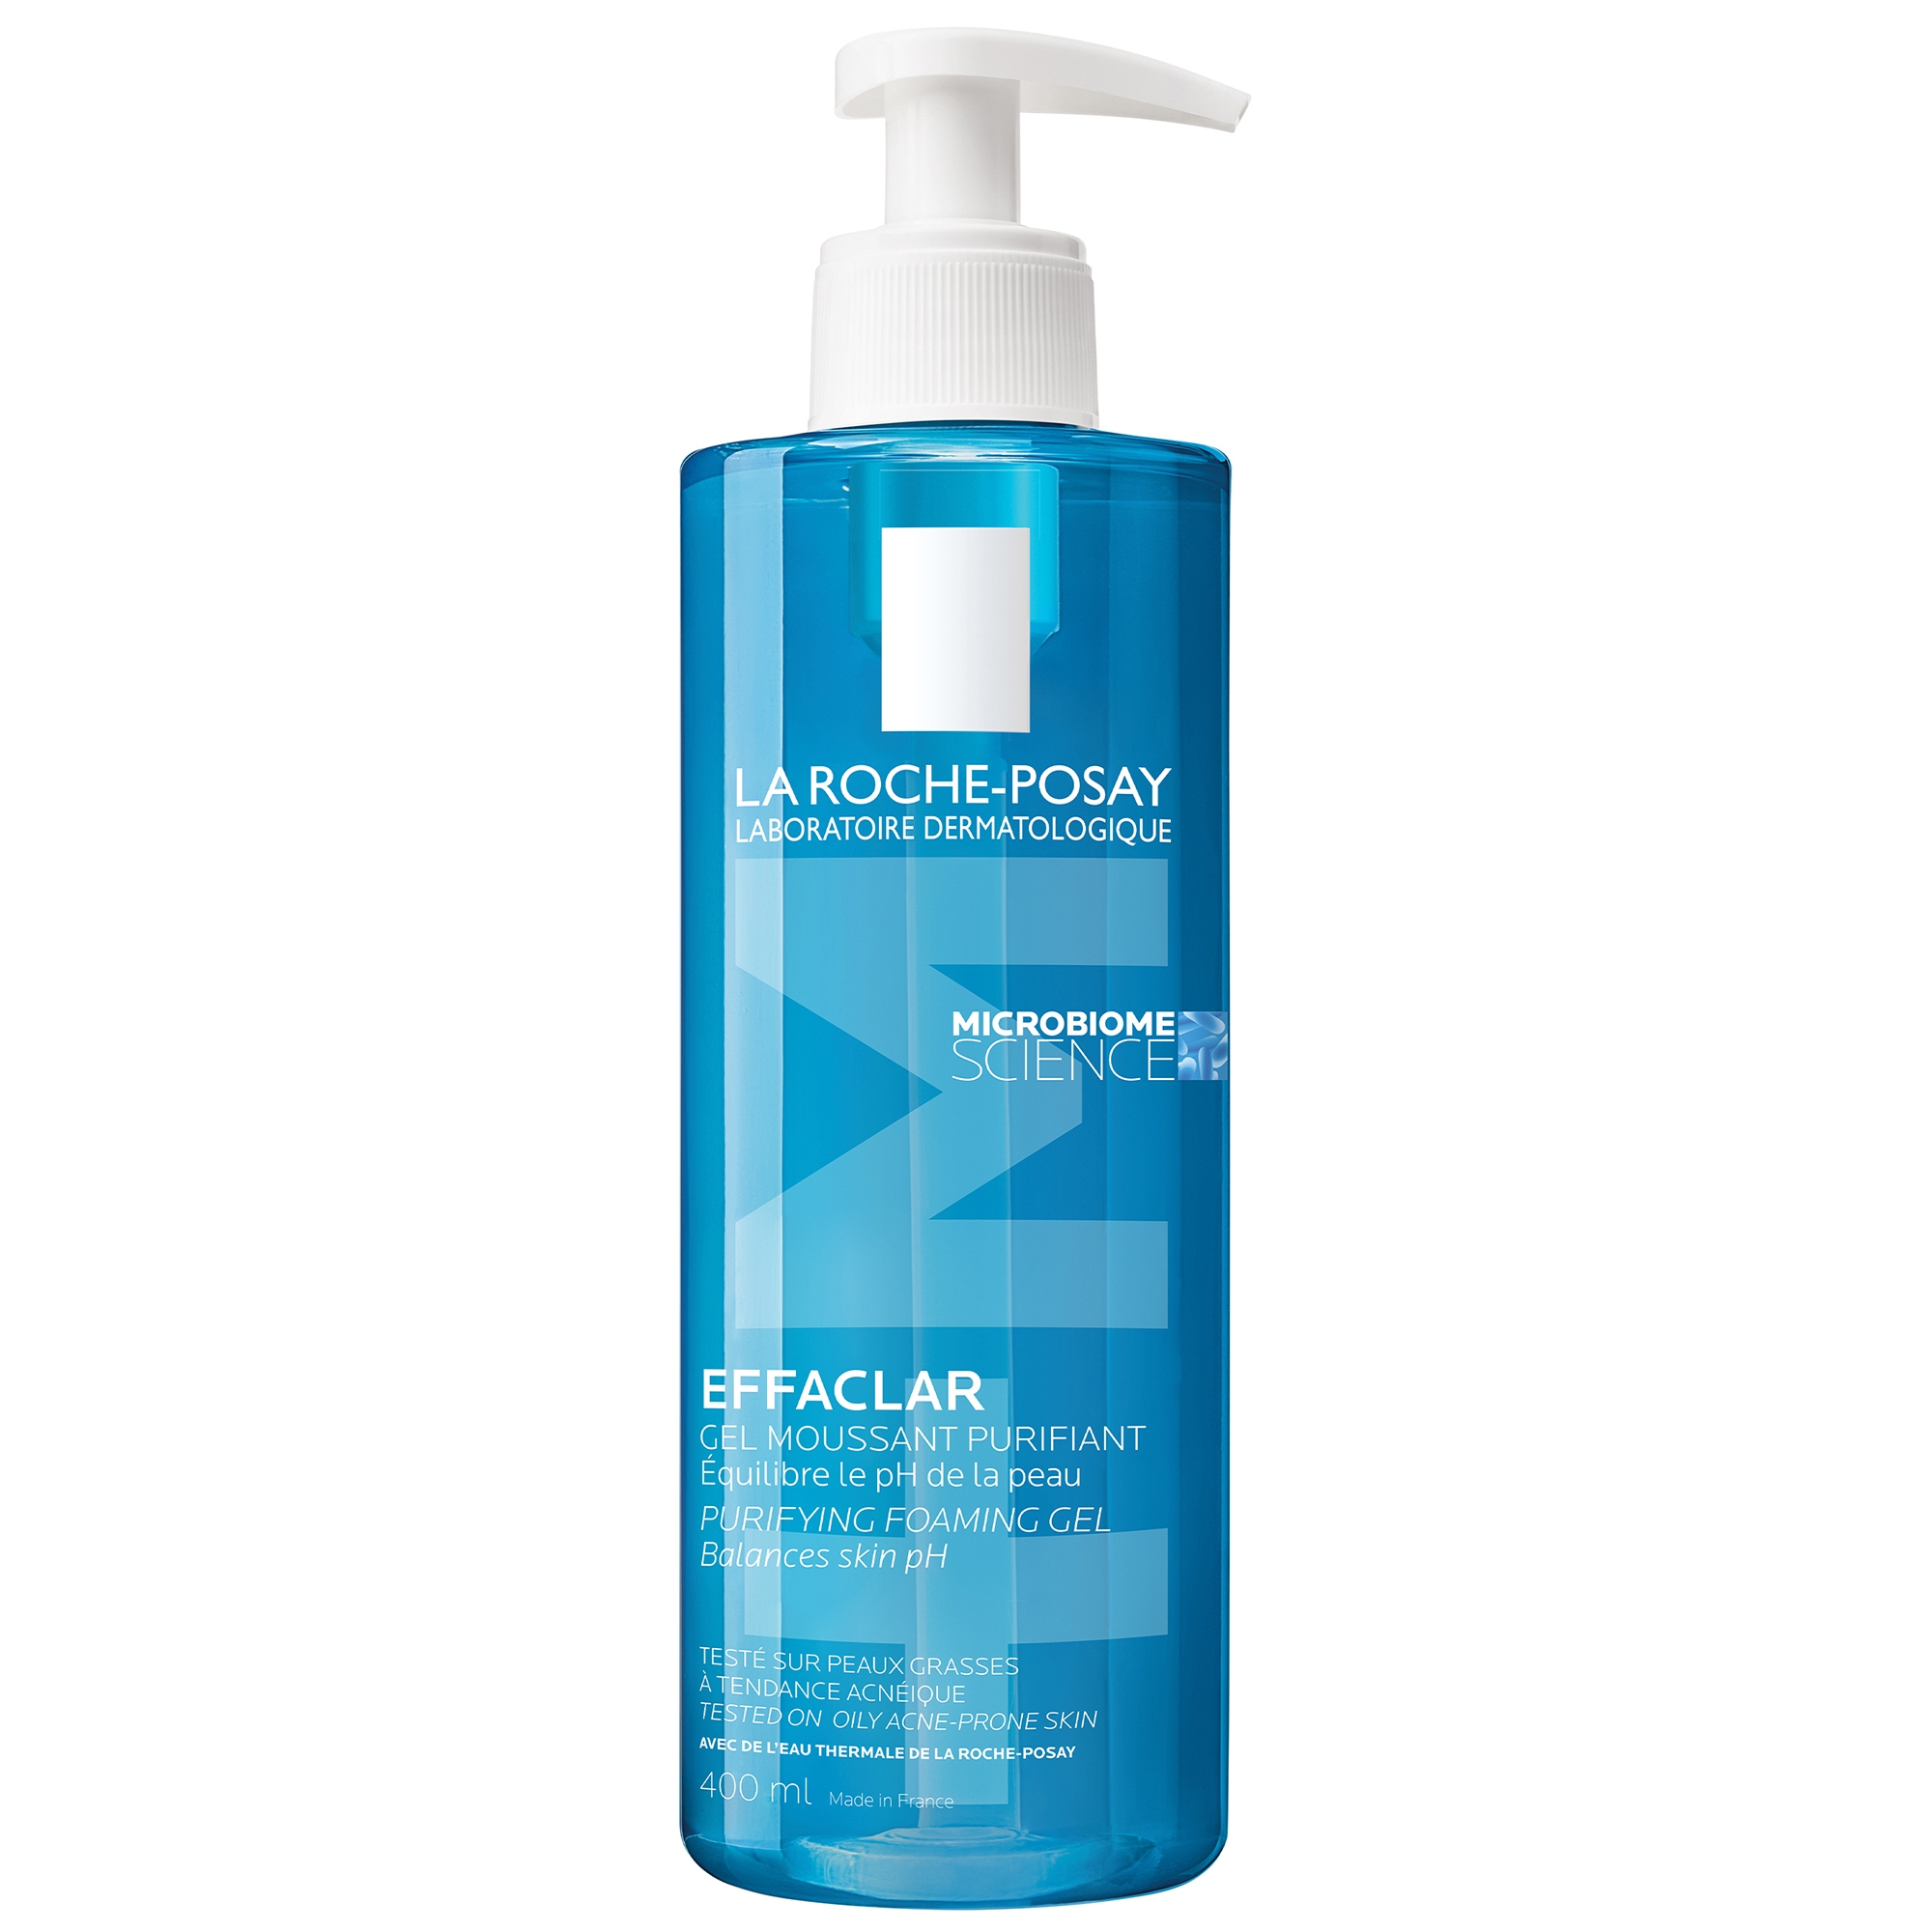 LA ROCHE-POSAY
LABORATOIRE DERMATOLOGIQUE
MICROBIOME
SCIENCE
EFFACLAR
GEL MOUSSANT PURIFIANT
Équilibre le pH de la peau
PURIFYING FOAMING GEL
Balances skin pH
TESTÉ SUR PEAUX GRASSES
À TENDANCE ACNÉIQUE
TESTED ON OILY ACNE-PRONE SKIN
AVEC DE L'EAU THERMALE DE LA ROCHE-POSAY
400 ml Made in France